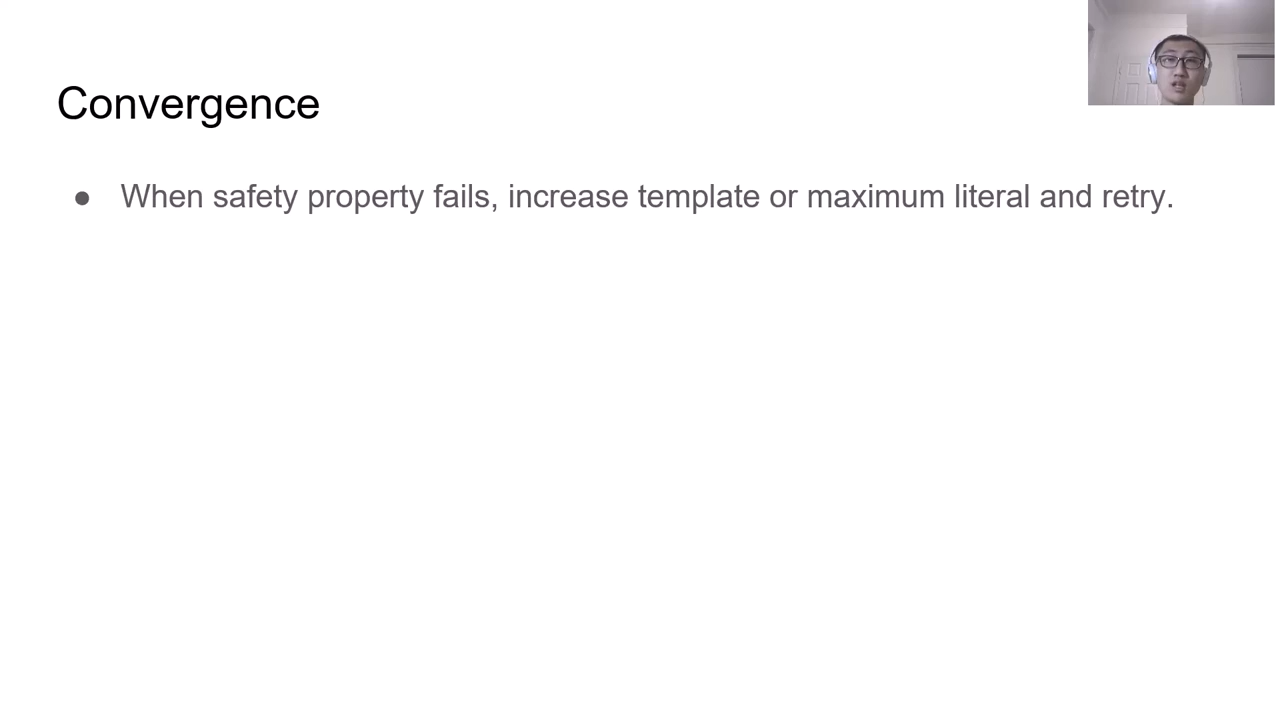 Convergence
● When safety property fails, increase template or maximum literal and retry.